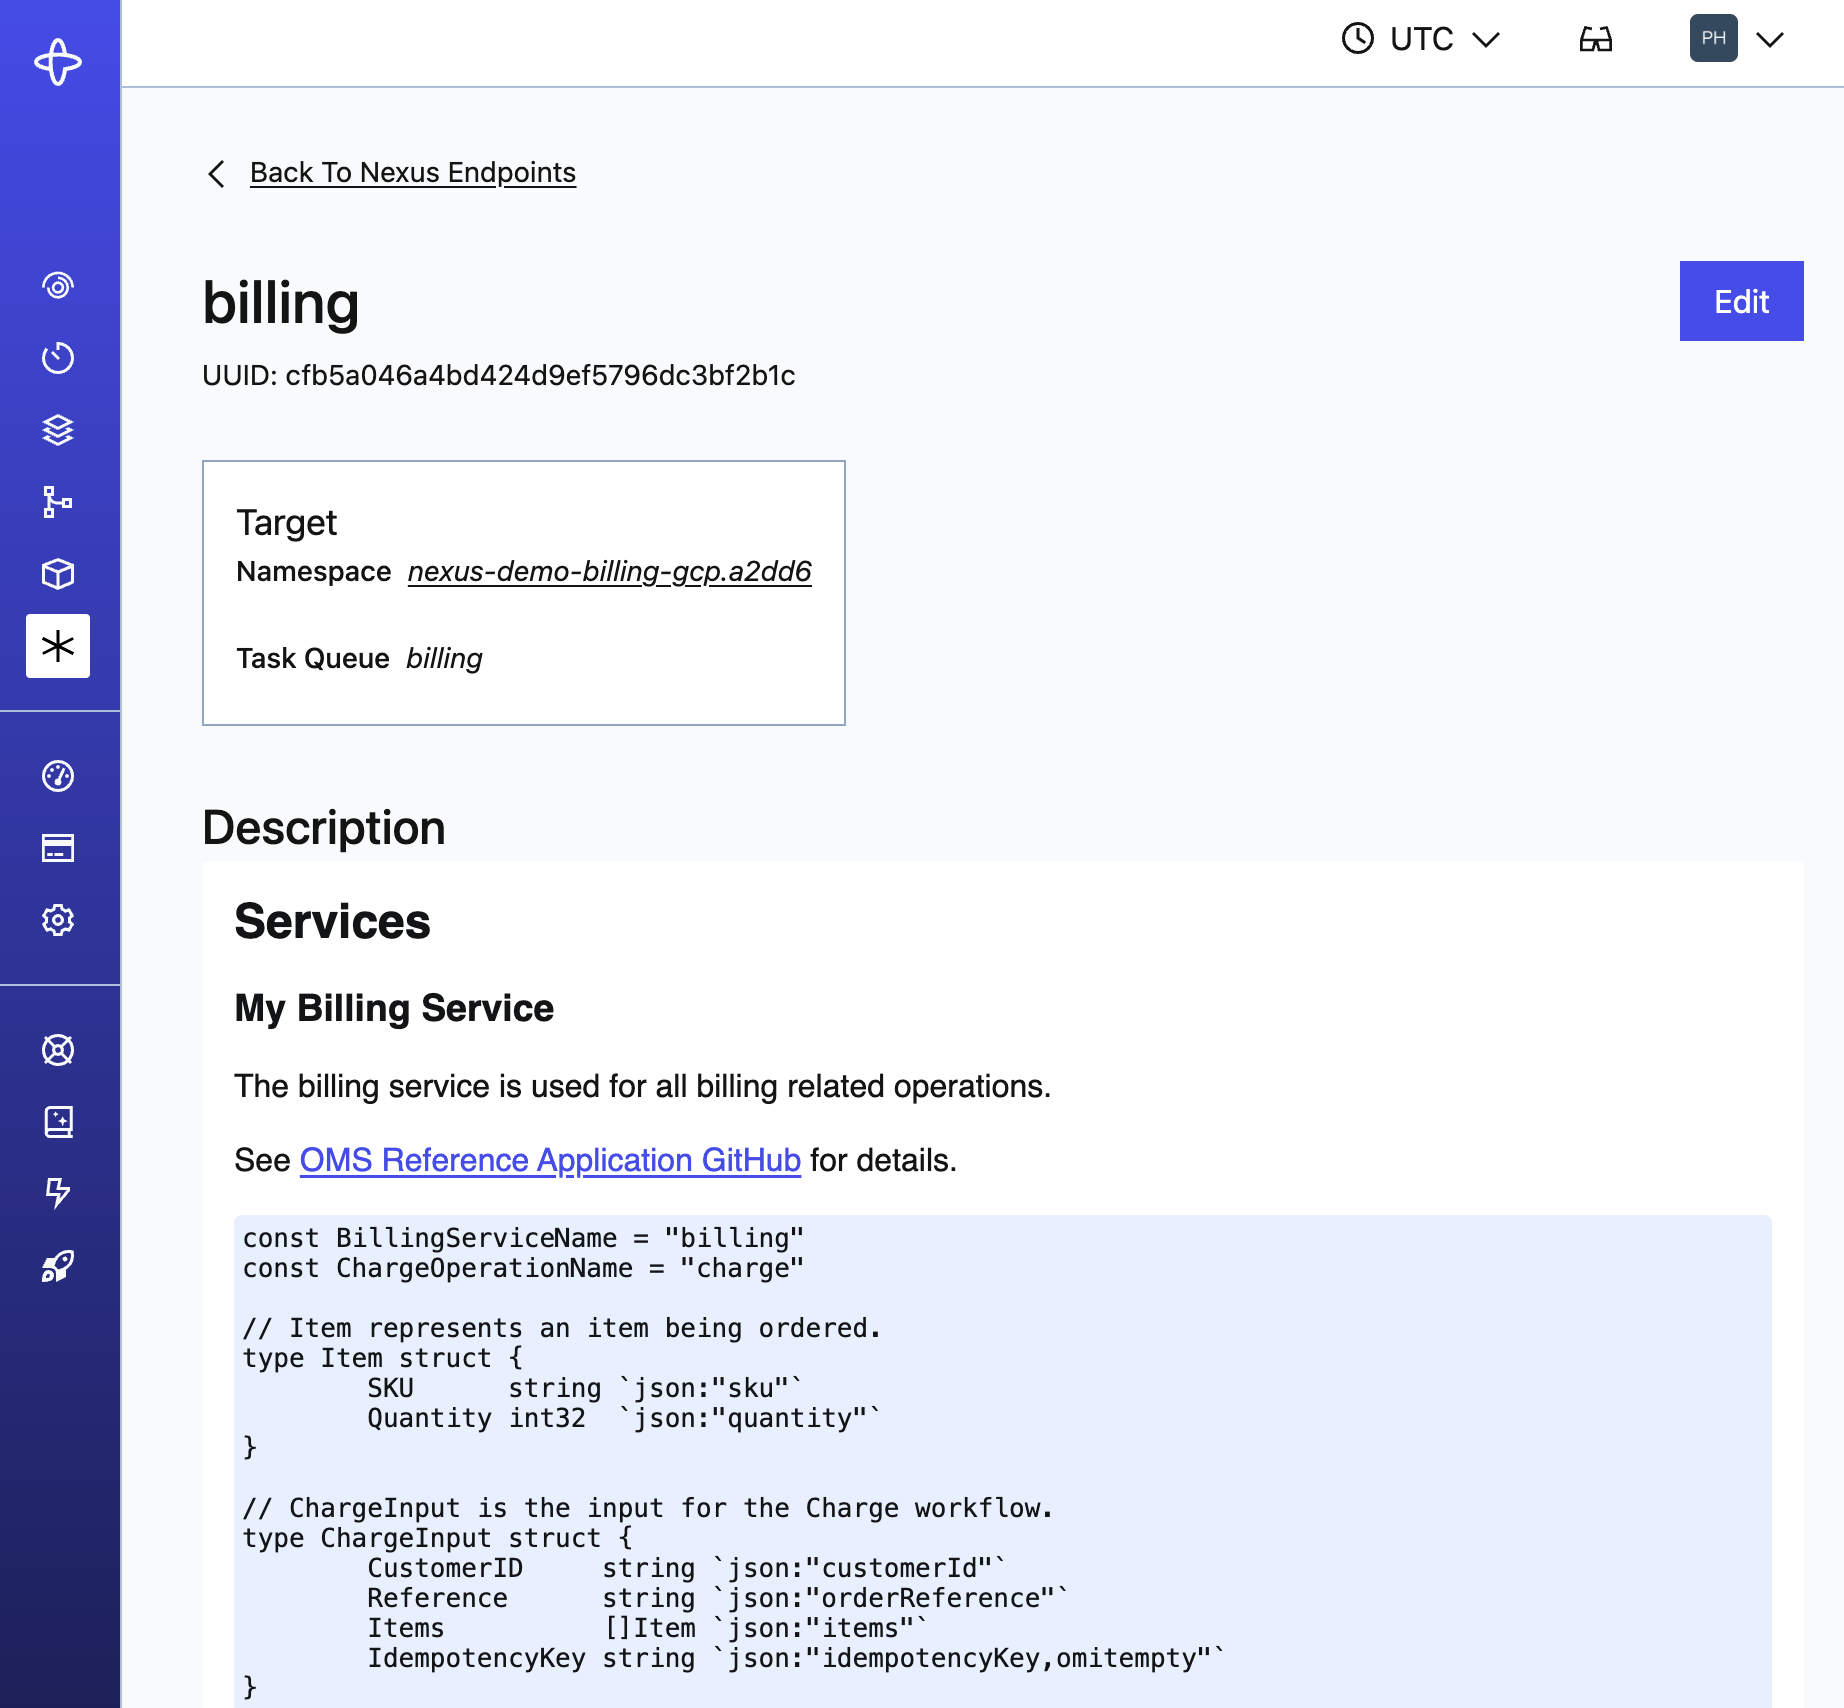 UTC
PH
Back To Nexus Endpoints
billing
Edit
UUID: cfb5a046a4bd424d9ef5796dc3bf2b1c
Target
Namespace nexus-demo-billing-gcp.a2dd6
Task Queue billing
Description
Services
My Billing Service
The billing service is used for all billing related operations.
See OMS Reference Application GitHub for details.
const BillingServiceName = "billing"
const ChargeOperationName = "charge"
// Item represents an item being ordered.
type Item struct {
        SKU      string `json:"sku"`
        Quantity int32  `json:"quantity"`
}
// ChargeInput is the input for the Charge workflow.
type ChargeInput struct {
        CustomerID     string `json:"customerId"`
        Reference      string `json:"orderReference"`
        Items          []Item `json:"items"`
        IdempotencyKey string `json:"idempotencyKey,omitempty"`
}